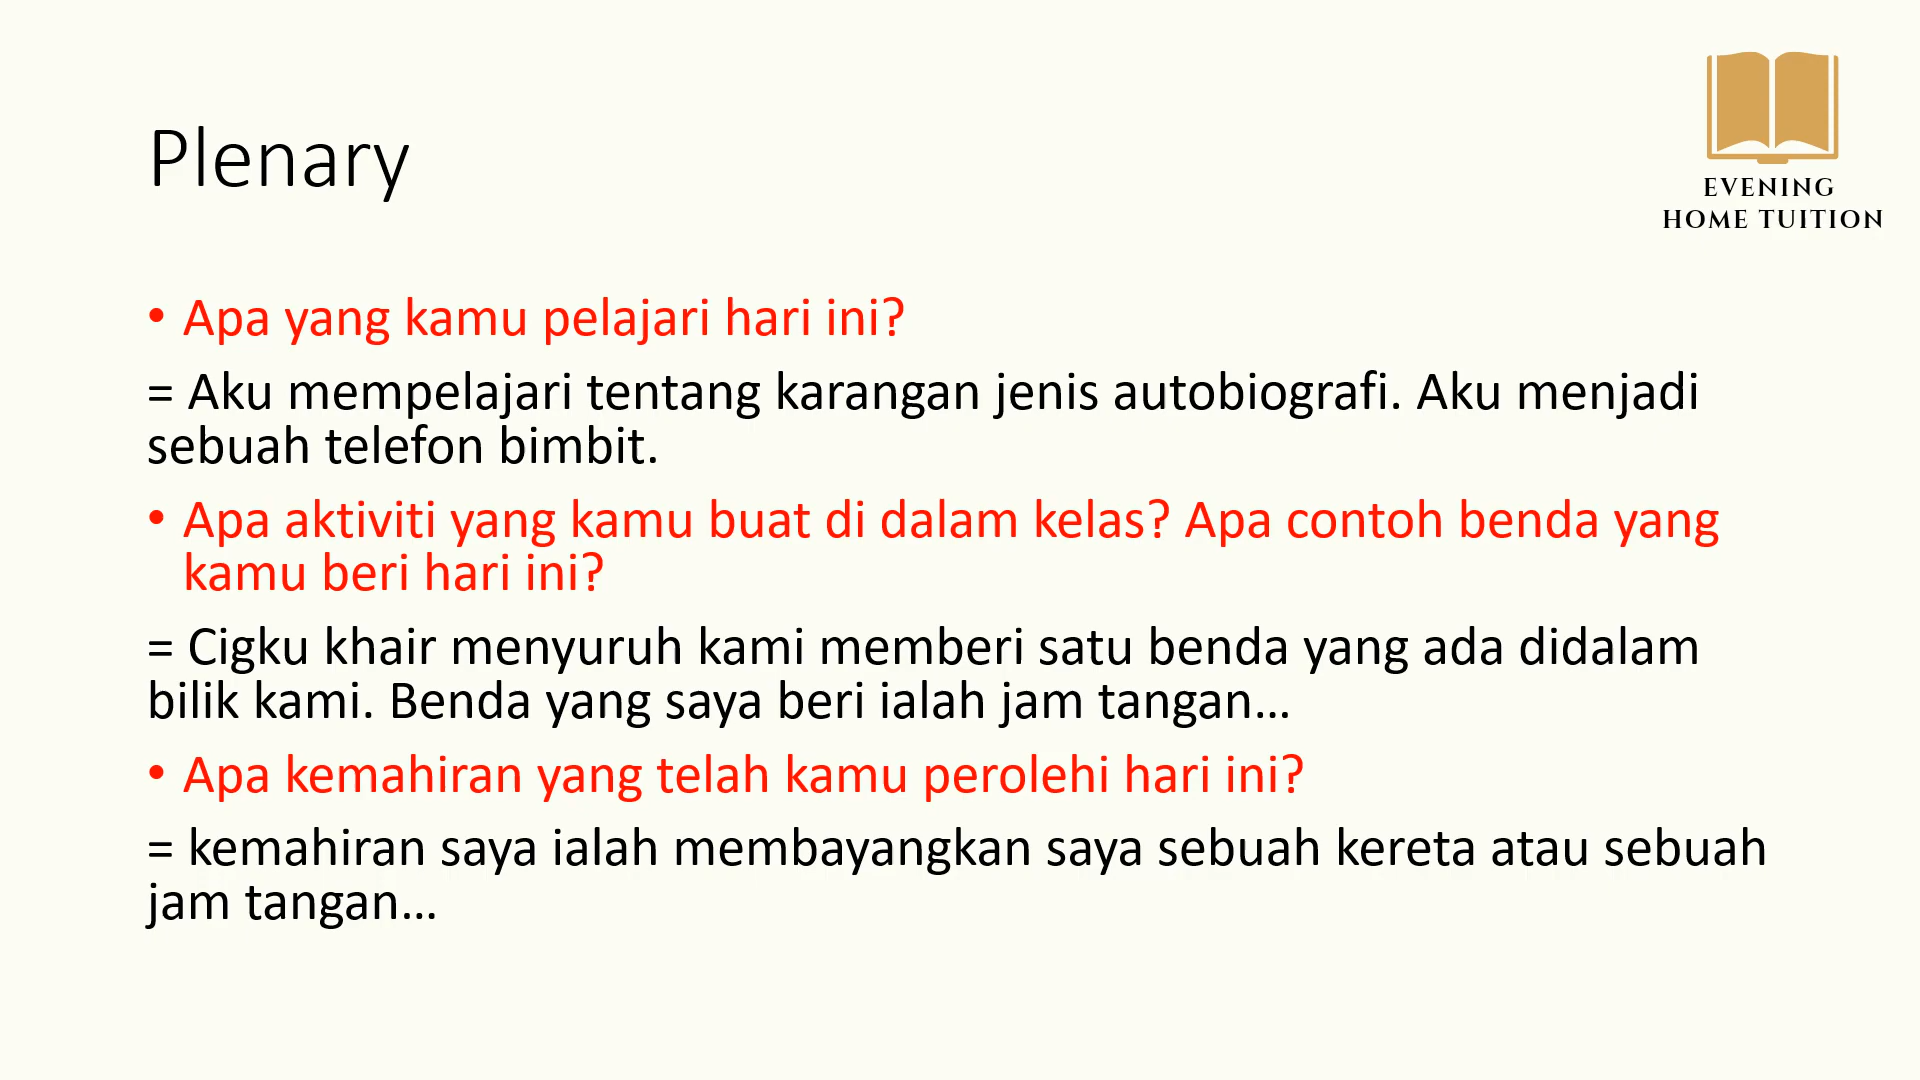 EVENING
HOME TUITION
Plenary
• Apa yang kamu pelajari hari ini?
= Aku mempelajari tentang karangan jenis autobiografi. Aku menjadi
sebuah telefon bimbit.
• Apa aktiviti yang kamu buat di dalam kelas? Apa contoh benda yang
kamu beri hari ini?
= Cigku khair menyuruh kami memberi satu benda yang ada didalam
bilik kami. Benda yang saya beri ialah jam tangan...
• Apa kemahiran yang telah kamu perolehi hari ini?
= kemahiran saya ialah membayangkan saya sebuah kereta atau sebuah
jam tangan...